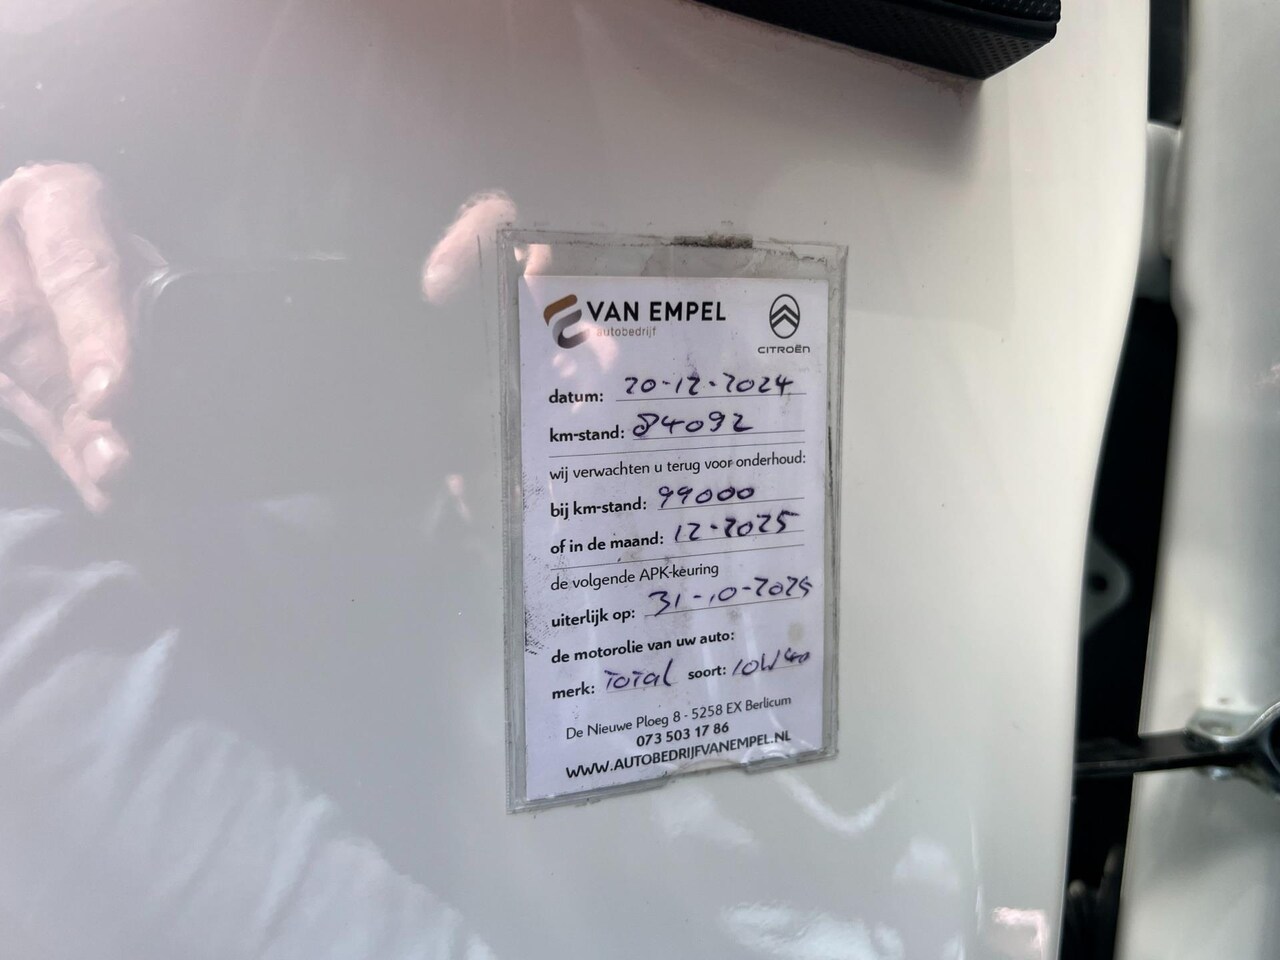 VAN EMPEL
autobedrijf
CITROËN
datum: 20-12-2024
km-stand: 84092
wij verwachten u terug voor onderhoud:
bij km-stand: 99000
of in de maand: 12-2025
de volgende APK-keuring
uiterlijk op: 31-10-2025
de motorolie van uw auto:
merk: Total soort: 10W40
De Nieuwe Ploeg 8 - 5258 EX Berlicum
073 503 17 86
WWW.AUTOBEDRIJFVANEMPEL.NL